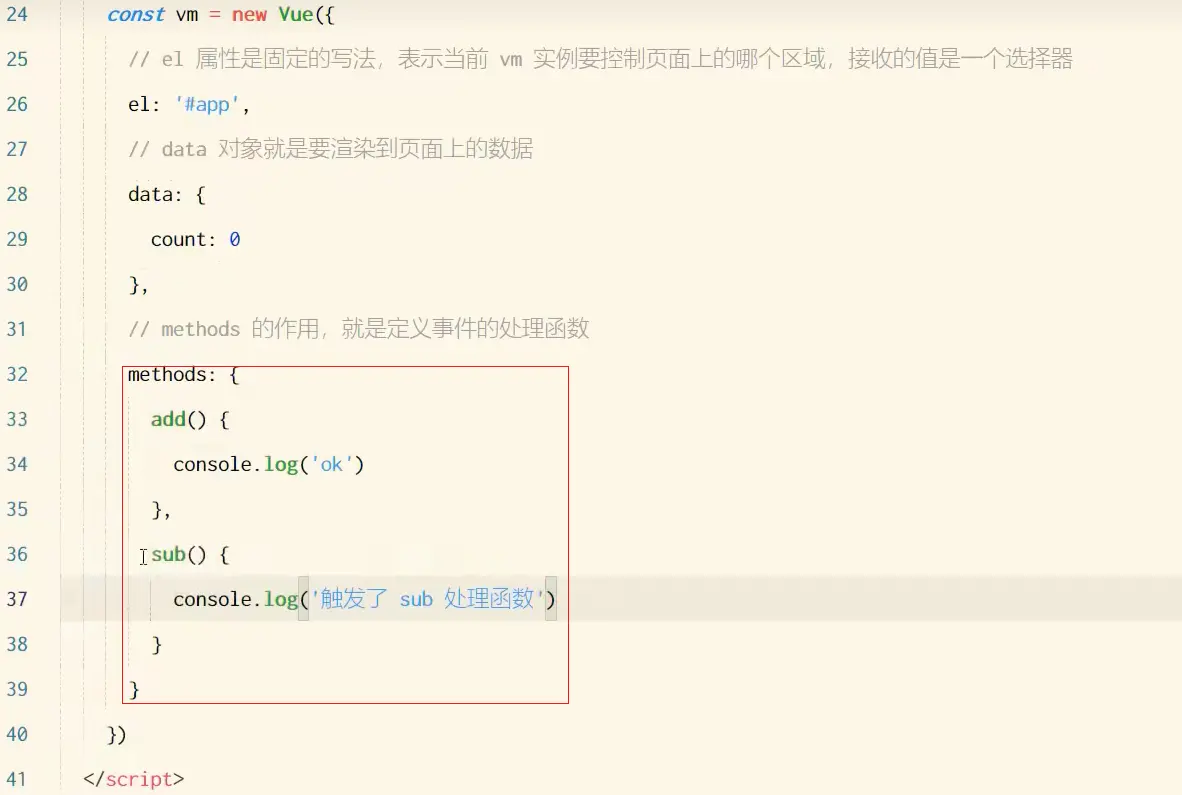 24 const vm = new Vue({
25 // el 属性是固定的写法，表示当前 vm 实例要控制页面上的哪个区域，接收的值是一个选择器
26 el: '#app',
27 // data 对象就是要渲染到页面上的数据
28 data: {
29 count: 0
30 },
31 // methods 的作用，就是定义事件的处理函数
32 methods: {
33 add() {
34 console.log('ok')
35 },
36 sub() {
37 console.log('触发了 sub 处理函数')
38 }
39 }
40 })
41 </script>